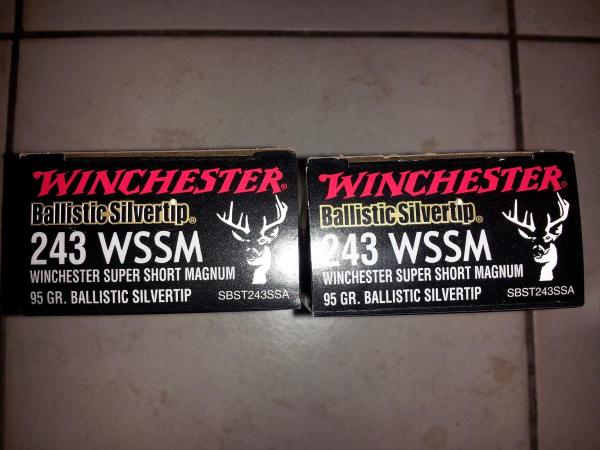 WINCHESTER®
Ballistic Silvertip®
243 WSSM
WINCHESTER SUPER SHORT MAGNUM
95 GR. BALLISTIC SILVERTIP
SBST243SSA
WINCHESTER®
Ballistic Silvertip®
243 WSSM
WINCHESTER SUPER SHORT MAGNUM
95 GR. BALLISTIC SILVERTIP
SBST243SSA